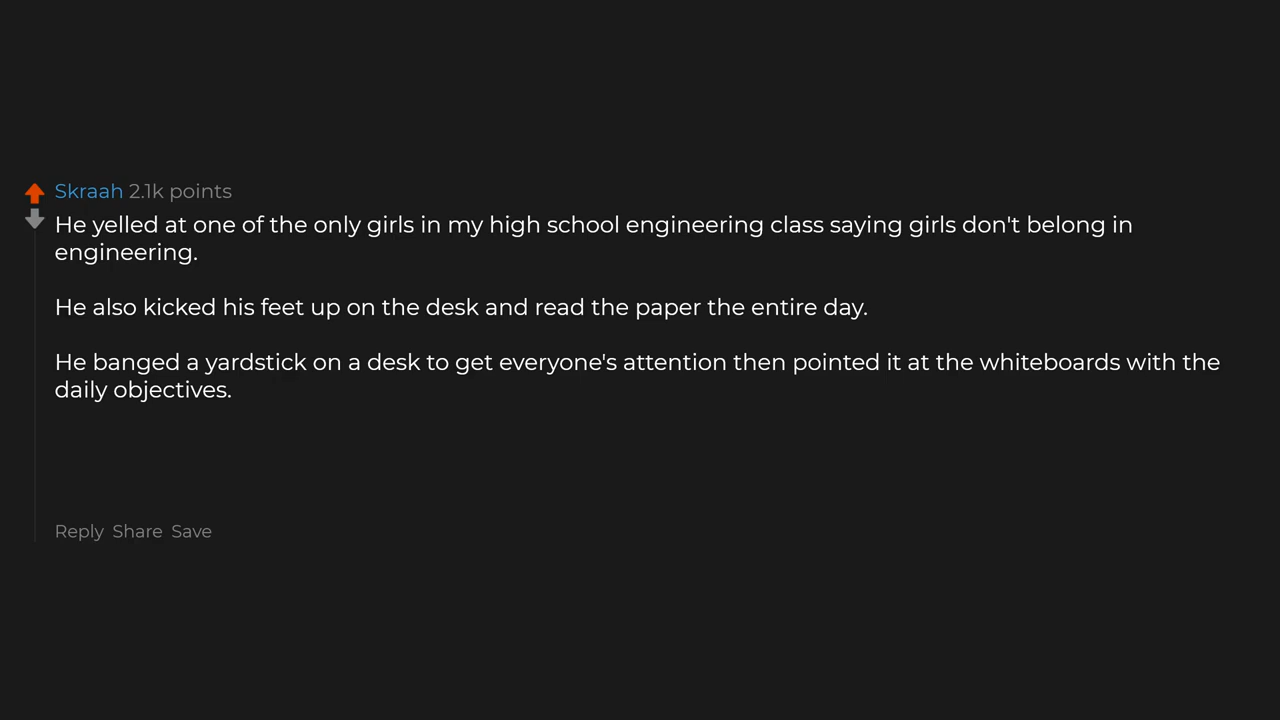 Skraah 2.1k points
He yelled at one of the only girls in my high school engineering class saying girls don't belong in
engineering.
He also kicked his feet up on the desk and read the paper the entire day.
He banged a yardstick on a desk to get everyone's attention then pointed it at the whiteboards with the
daily objectives.
Reply Share Save